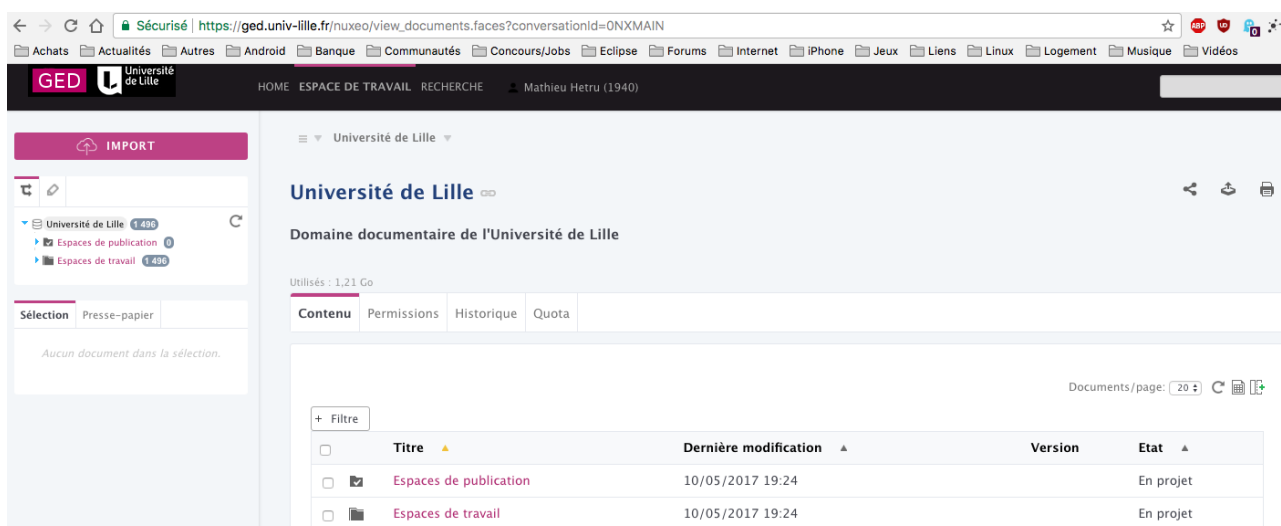 Sécurisé | https://ged.univ-lille.fr/nuxeo/view_documents.faces?conversationId=0NXMAIN
ABP
Achats Actualités Autres Android Banque Communautés Concours/Jobs Eclipse Forums Internet iPhone Jeux Liens Linux Logement Musique Vidéos
GED Université de Lille HOME ESPACE DE TRAVAIL RECHERCHE Mathieu Hetru (1940)
IMPORT
Université de Lille
Université de Lille
Université de Lille 1 496
Espaces de publication 0
Espaces de travail 1 496
Domaine documentaire de l'Université de Lille
Utilisés : 1,21 Go
Sélection Presse-papier
Contenu Permissions Historique Quota
Aucun document dans la sélection.
Documents/page: 20
+ Filtre
Titre Dernière modification Version Etat
Espaces de publication 10/05/2017 19:24 En projet
Espaces de travail 10/05/2017 19:24 En projet